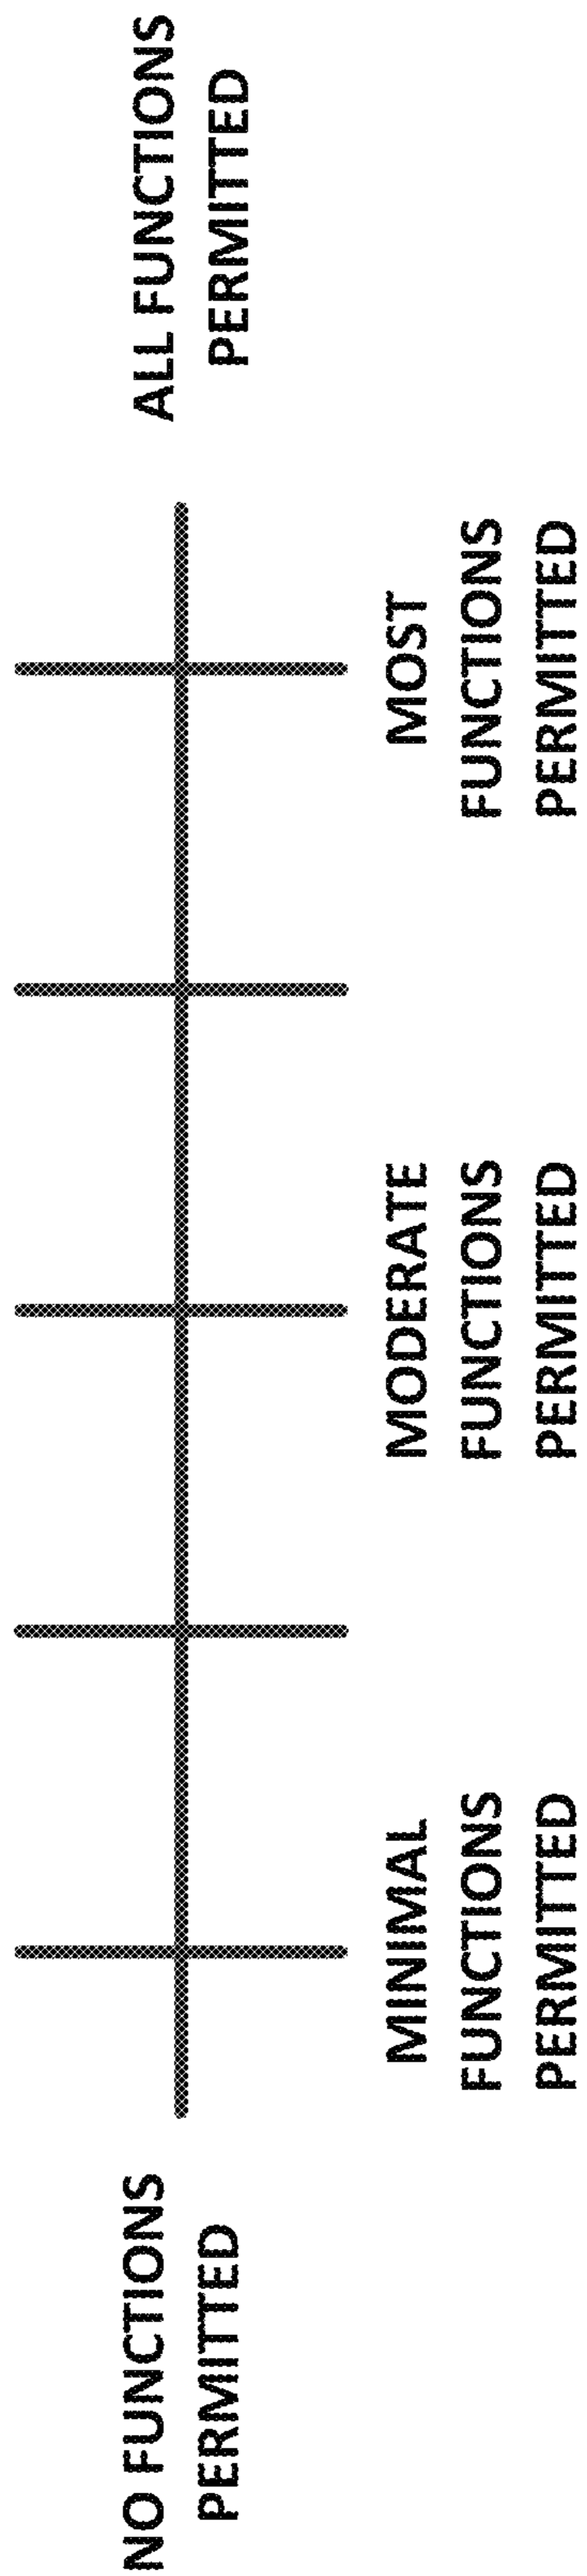 NO FUNCTIONS
PERMITTED
MINIMAL
FUNCTIONS
PERMITTED
MODERATE
FUNCTIONS
PERMITTED
MOST
FUNCTIONS
PERMITTED
ALL FUNCTIONS
PERMITTED